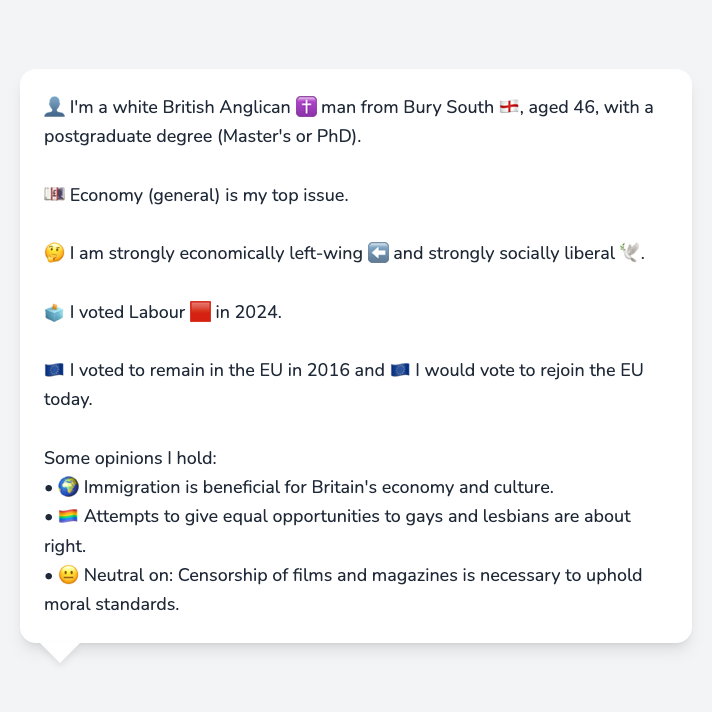 👤 I'm a white British Anglican ✝️ man from Bury South 🏴󠁧󠁢󠁥󠁮󠁧󠁿, aged 46, with a
postgraduate degree (Master's or PhD).
💷 Economy (general) is my top issue.
🤔 I am strongly economically left-wing ⬅️ and strongly socially liberal 🕊️.
🗳️ I voted Labour 🟥 in 2024.
🇪🇺 I voted to remain in the EU in 2016 and 🇪🇺 I would vote to rejoin the EU
today.
Some opinions I hold:
• 🌍 Immigration is beneficial for Britain's economy and culture.
• 🏳️‍🌈 Attempts to give equal opportunities to gays and lesbians are about
right.
• 😐 Neutral on: Censorship of films and magazines is necessary to uphold
moral standards.